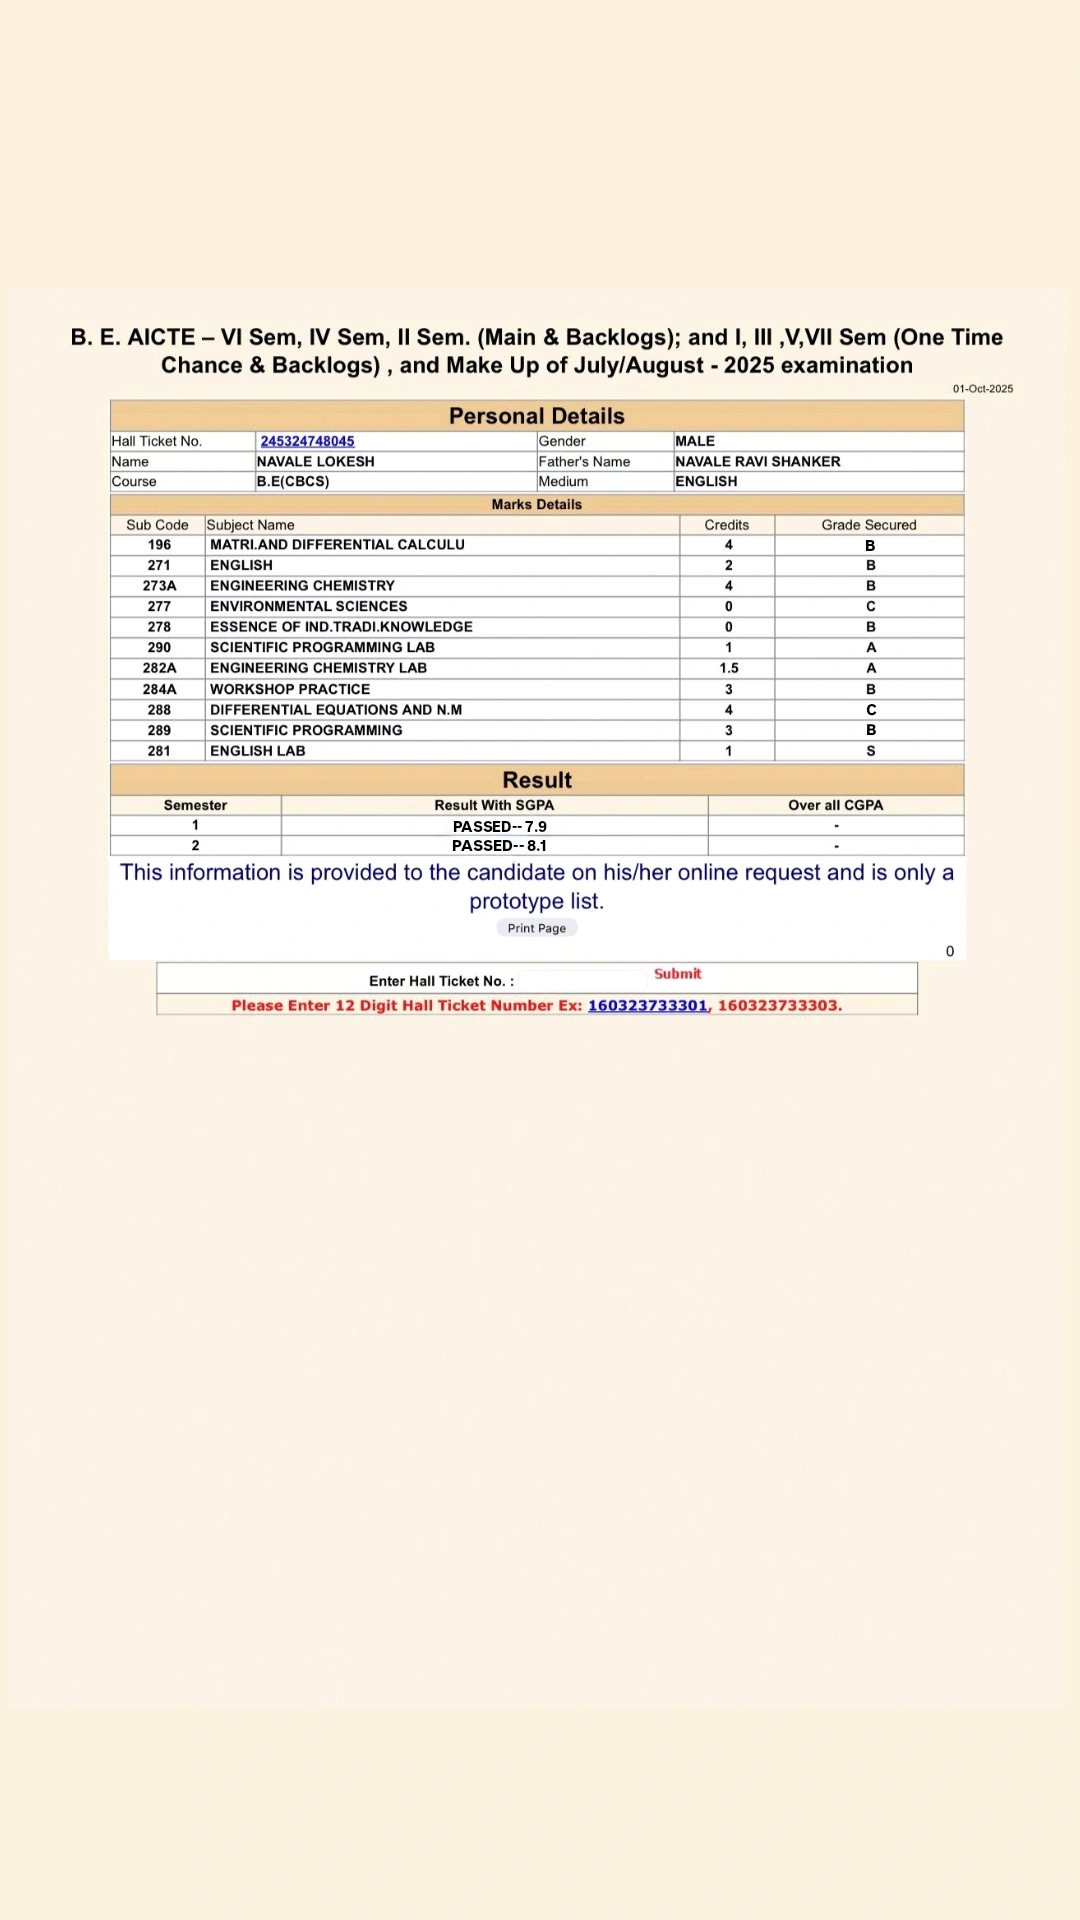 B. E. AICTE – VI Sem, IV Sem, II Sem. (Main & Backlogs); and I, III ,V,VII Sem (One Time
Chance & Backlogs) , and Make Up of July/August - 2025 examination
01-Oct-2025
Personal Details
Hall Ticket No. 245324748045 Gender MALE
Name NAVALE LOKESH Father's Name NAVALE RAVI SHANKER
Course B.E(CBCS) Medium ENGLISH
Marks Details
Sub Code Subject Name Credits Grade Secured
196 MATRI.AND DIFFERENTIAL CALCULU 4 B
271 ENGLISH 2 B
273A ENGINEERING CHEMISTRY 4 B
277 ENVIRONMENTAL SCIENCES 0 C
278 ESSENCE OF IND.TRADI.KNOWLEDGE 0 B
290 SCIENTIFIC PROGRAMMING LAB 1 A
282A ENGINEERING CHEMISTRY LAB 1.5 A
284A WORKSHOP PRACTICE 3 B
288 DIFFERENTIAL EQUATIONS AND N.M 4 C
289 SCIENTIFIC PROGRAMMING 3 B
281 ENGLISH LAB 1 S
Result
Semester Result With SGPA Over all CGPA
1 PASSED-- 7.9 -
2 PASSED-- 8.1 -
This information is provided to the candidate on his/her online request and is only a
prototype list.
Print Page
0
Enter Hall Ticket No. : Submit
Please Enter 12 Digit Hall Ticket Number Ex: 160323733301, 160323733303.